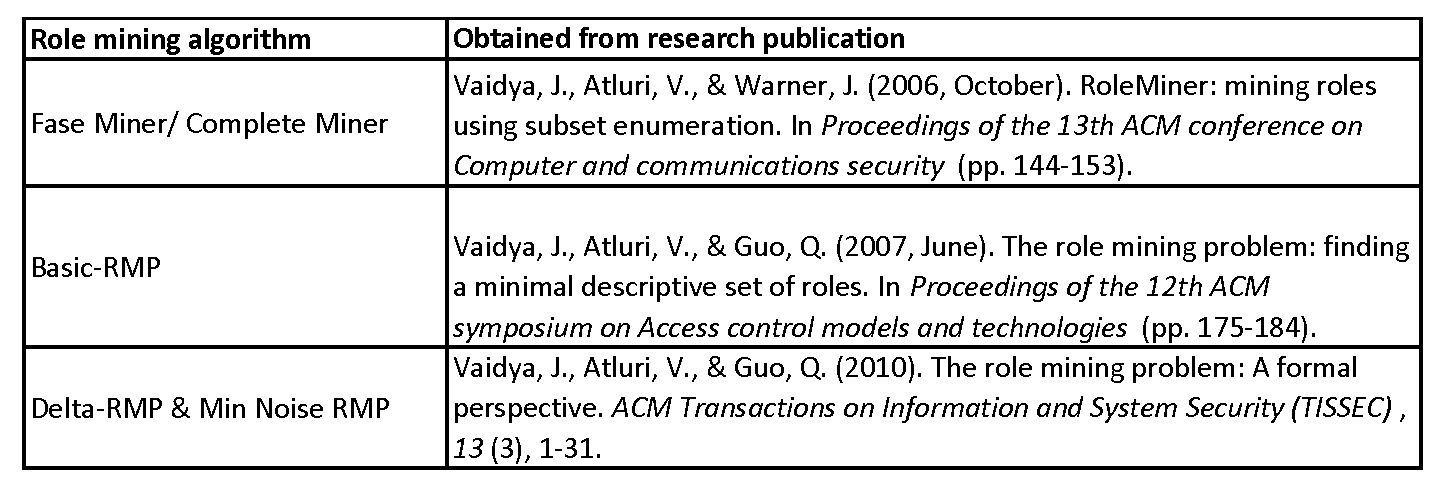 Role mining algorithm
Obtained from research publication
Fase Miner/ Complete Miner
Vaidya, J., Atluri, V., & Warner, J. (2006, October). RoleMiner: mining roles
using subset enumeration. In Proceedings of the 13th ACM conference on
Computer and communications security (pp. 144-153).
Basic-RMP
Vaidya, J., Atluri, V., & Guo, Q. (2007, June). The role mining problem: finding
a minimal descriptive set of roles. In Proceedings of the 12th ACM
symposium on Access control models and technologies (pp. 175-184).
Delta-RMP & Min Noise RMP
Vaidya, J., Atluri, V., & Guo, Q. (2010). The role mining problem: A formal
perspective. ACM Transactions on Information and System Security (TISSEC) ,
13 (3), 1-31.